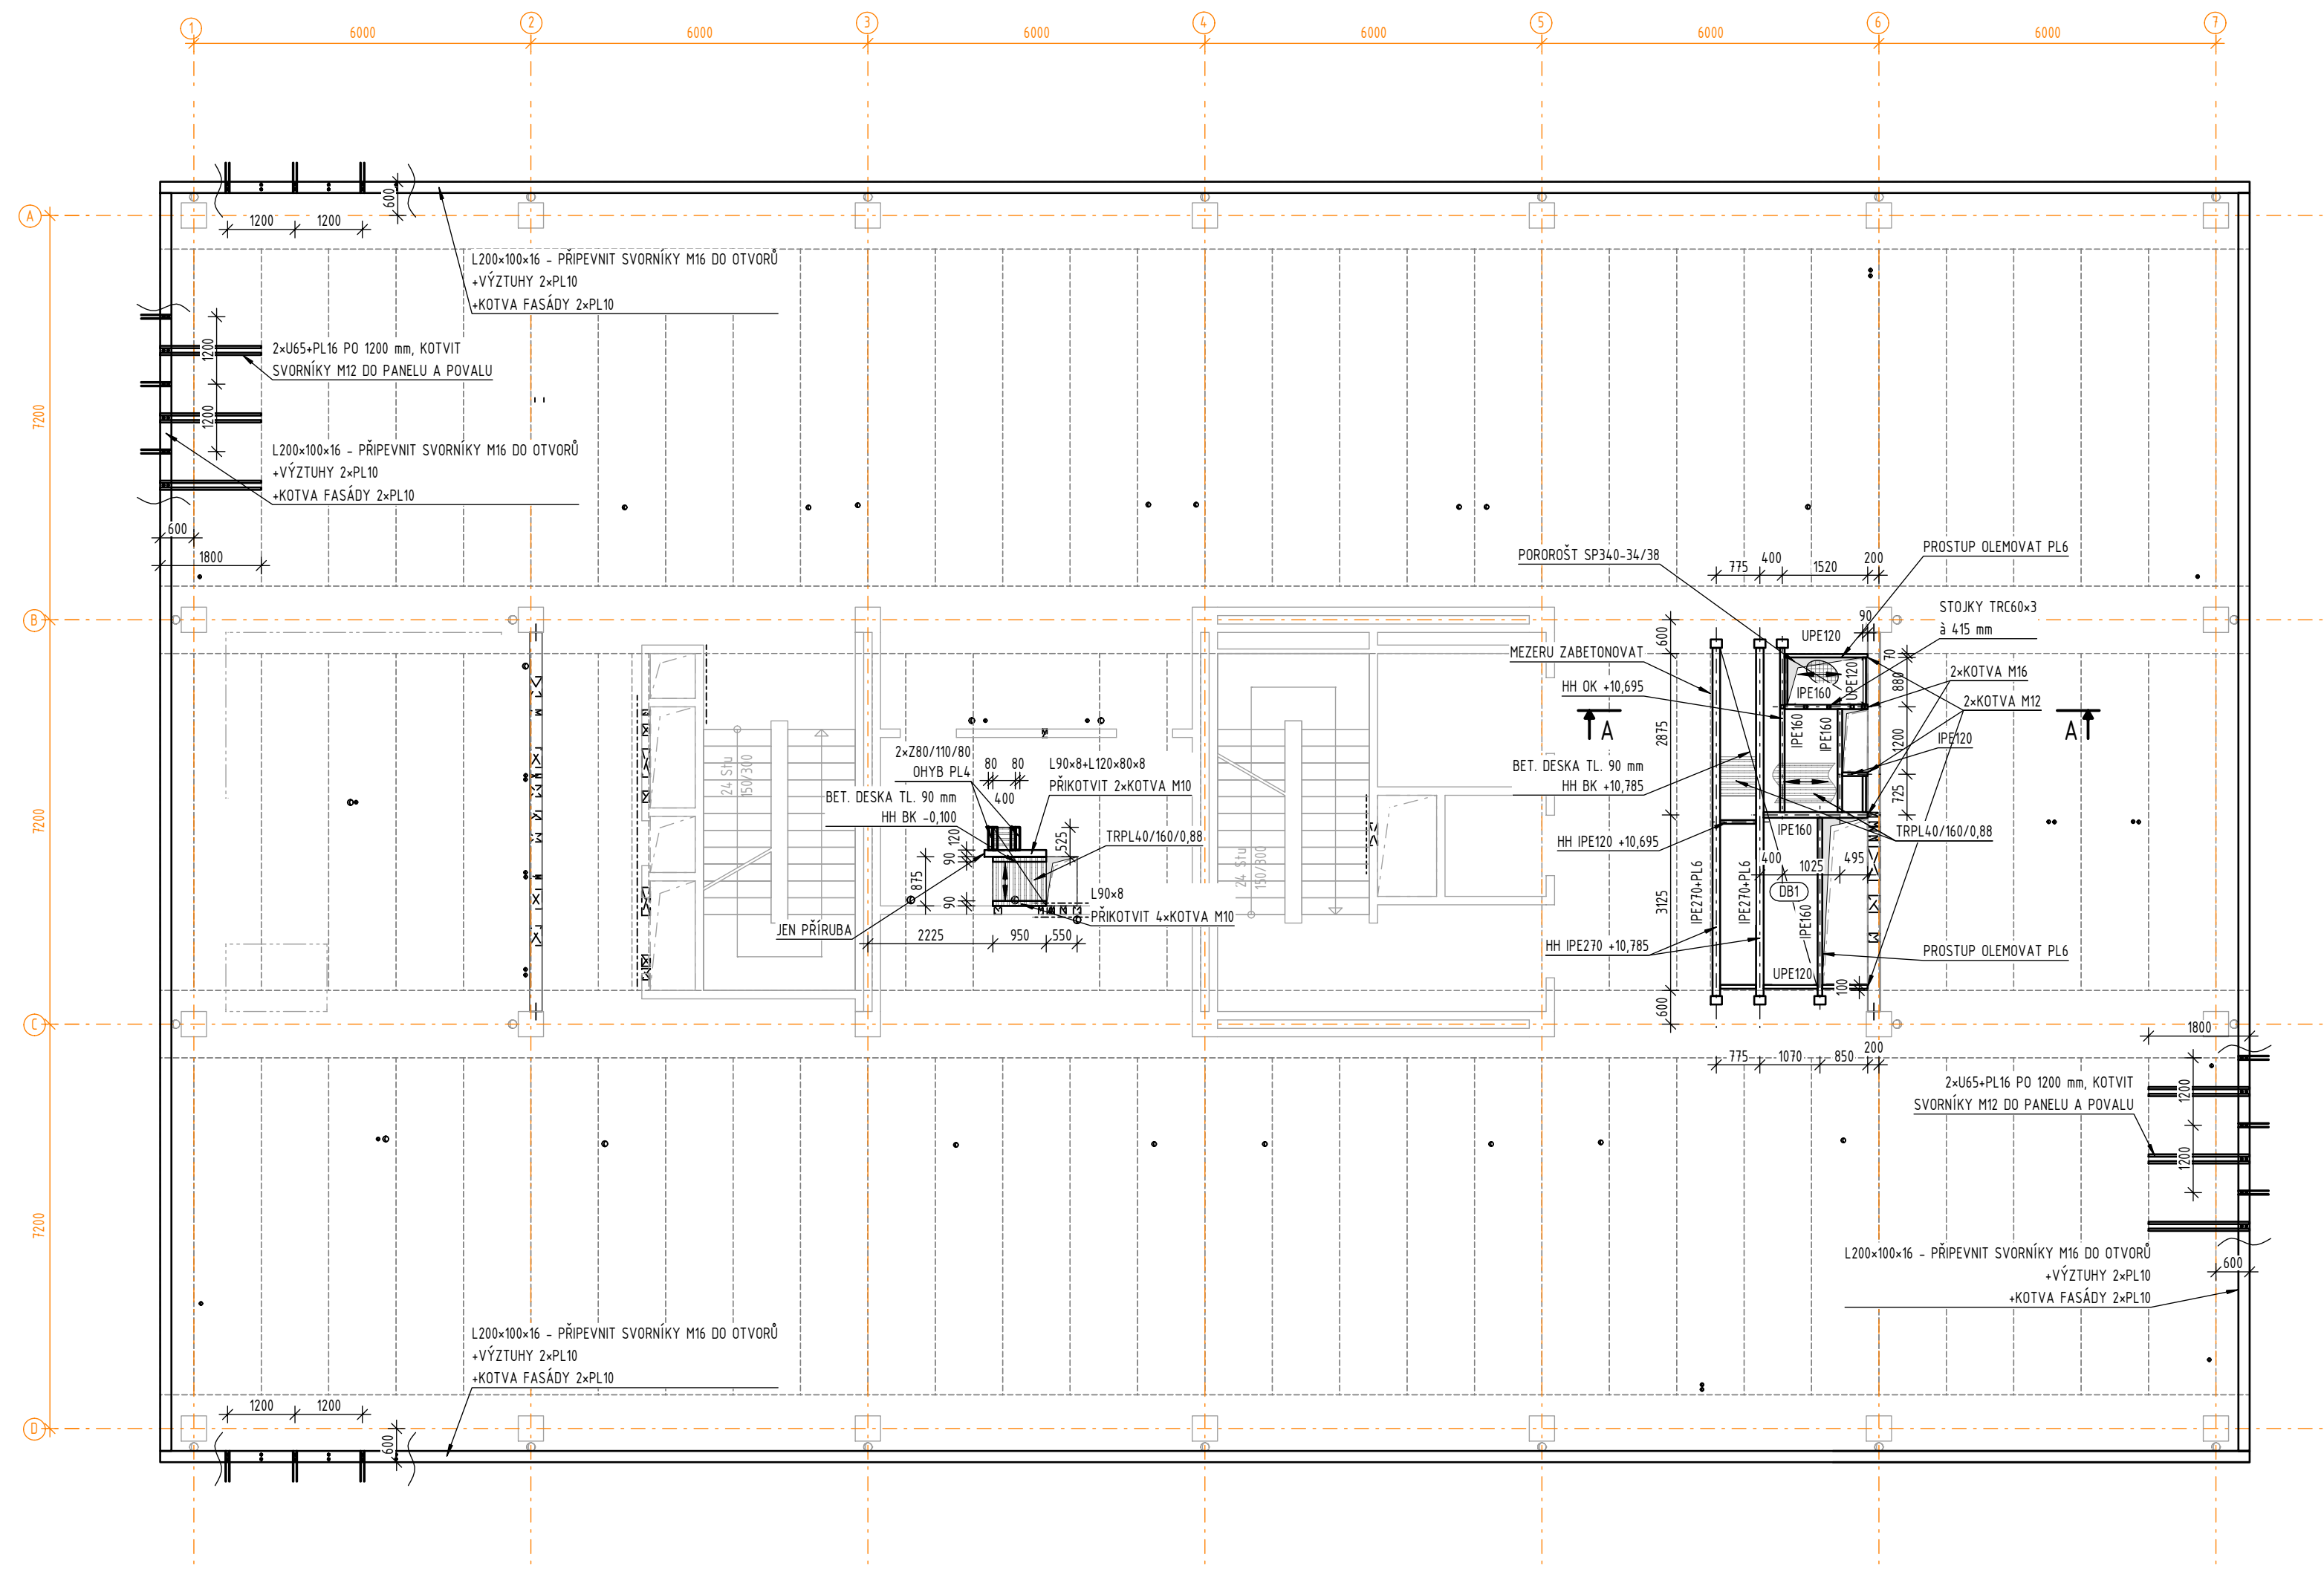 1
2
3
4
5
6
7
6000
6000
6000
6000
6000
6000
A
B
C
D
7200
7200
7200
600
1200
1200
L200×100×16 – PŘIPEVNIT SVORNÍKY M16 DO OTVORŮ
+VÝZTUHY 2×PL10
+KOTVA FASÁDY 2×PL10
2×U65+PL16 PO 1200 mm, KOTVIT
SVORNÍKY M12 DO PANELU A POVALU
1200
1200
L200×100×16 – PŘIPEVNIT SVORNÍKY M16 DO OTVORŮ
+VÝZTUHY 2×PL10
+KOTVA FASÁDY 2×PL10
600
1800
24 Stu
150/300
2×Z80/110/80
OHYB PL4
80
80
400
L90×8+L120×80×8
PŘIKOTVIT 2×KOTVA M10
BET. DESKA TL. 90 mm
HH BK –0,100
120
90
875
90
525
TRPL40/160/0,88
L90×8
PŘIKOTVIT 4×KOTVA M10
JEN PŘÍRUBA
2225
950
550
24 Stu
150/300
POROROŠT SP340-34/38
PROSTUP OLEMOVAT PL6
775
400
1520
200
STOJKY TRC60×3
à 415 mm
90
UPE120
600
MEZERU ZABETONOVAT
70
880
UPE120
2×KOTVA M16
HH OK +10,695
IPE160
2×KOTVA M12
A
A
2875
IPE160
IPE160
1200
IPE120
BET. DESKA TL. 90 mm
HH BK +10,785
725
TRPL40/160/0,88
IPE160
HH IPE120 +10,695
400
1025
495
DB1
IPE270+PL6
IPE270+PL6
3125
IPE160
HH IPE270 +10,785
PROSTUP OLEMOVAT PL6
UPE120
100
600
775
1070
850
200
1800
2×U65+PL16 PO 1200 mm, KOTVIT
SVORNÍKY M12 DO PANELU A POVALU
1200
1200
L200×100×16 – PŘIPEVNIT SVORNÍKY M16 DO OTVORŮ
+VÝZTUHY 2×PL10
+KOTVA FASÁDY 2×PL10
600
L200×100×16 – PŘIPEVNIT SVORNÍKY M16 DO OTVORŮ
+VÝZTUHY 2×PL10
+KOTVA FASÁDY 2×PL10
1200
1200
600